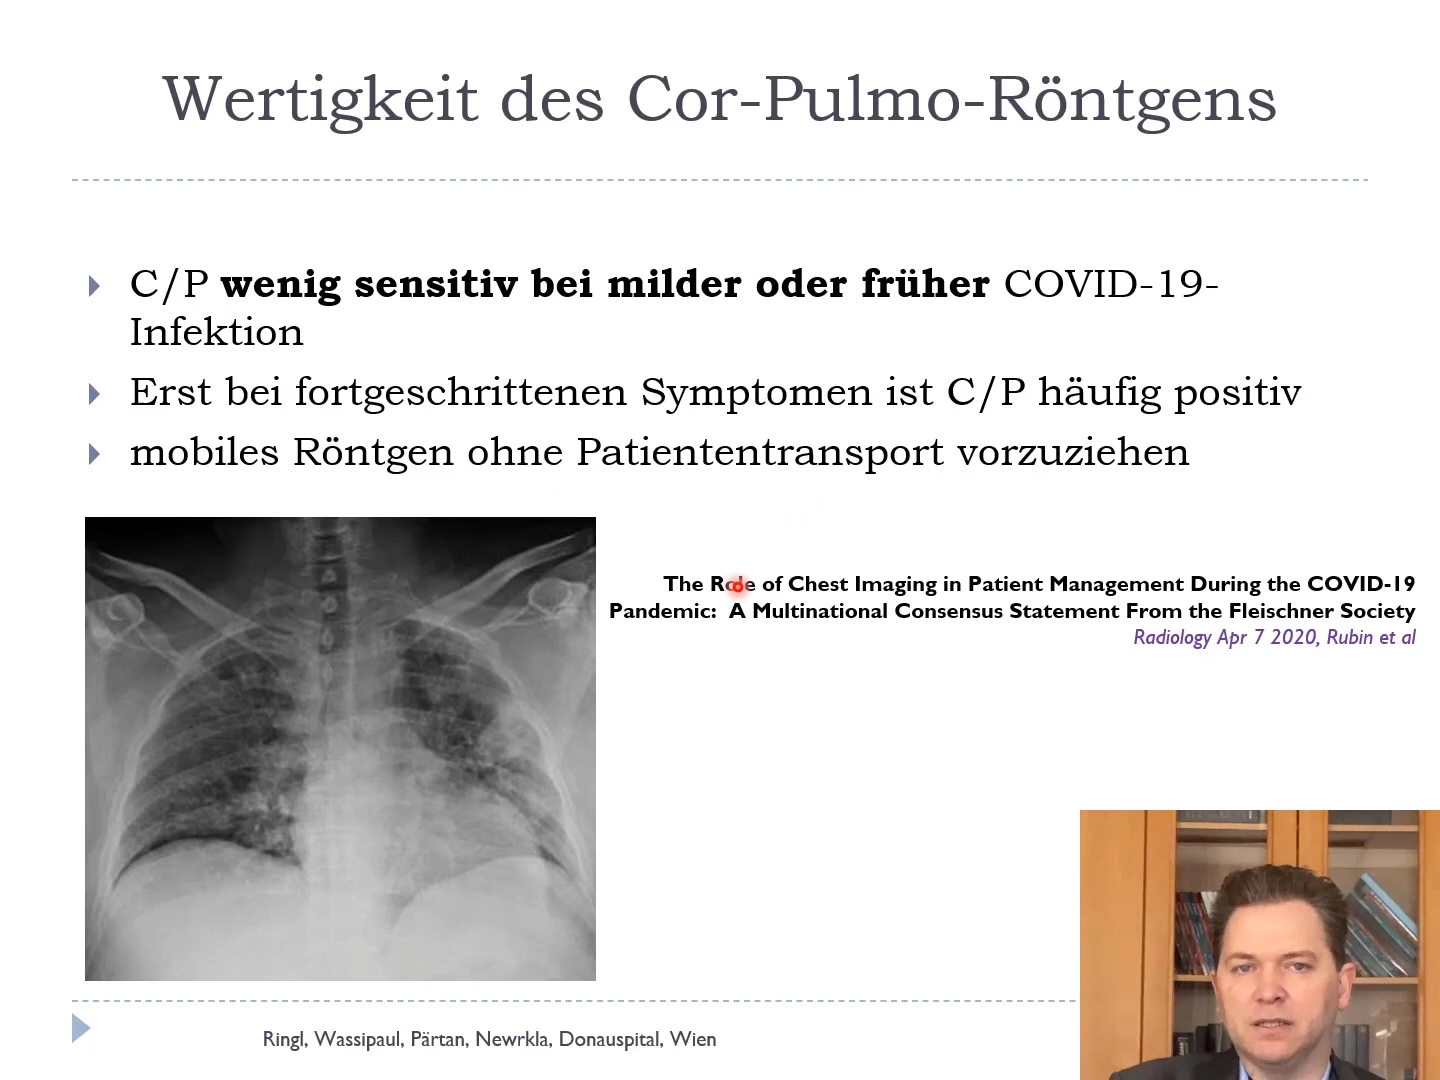 Wertigkeit des Cor-Pulmo-Röntgens
C/P wenig sensitiv bei milder oder früher COVID-19-
Infektion
Erst bei fortgeschrittenen Symptomen ist C/P häufig positiv
mobiles Röntgen ohne Patiententransport vorzuziehen
The Role of Chest Imaging in Patient Management During the COVID-19
Pandemic: A Multinational Consensus Statement From the Fleischner Society
Radiology Apr 7 2020, Rubin et al
Ringl, Wassipaul, Pärtan, Newrkla, Donauspital, Wien